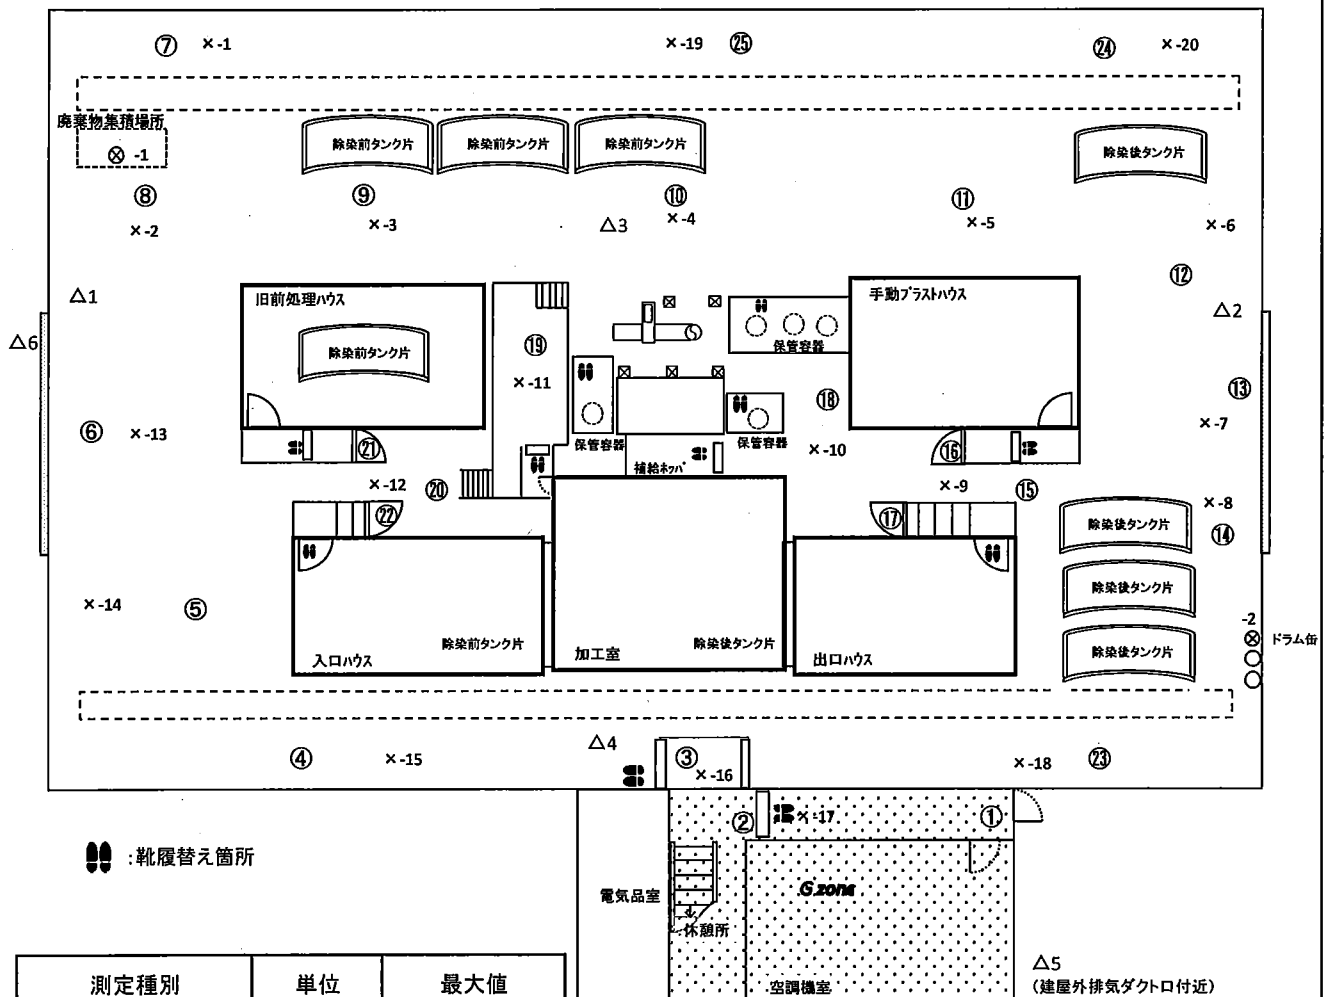 ⑦ ×-1 ×-19 ㉕ ㉔ ×-20
廃棄物集積場所
⊗ -1
除染前タンク片 除染前タンク片 除染前タンク片 除染後タンク片
⑧ ⑨ ⑩ ⑪
×-2 ×-3 △3 ×-4 ×-5 ×-6
⑫
△1 旧前処理ハウス 手動ブラストハウス △2
△6 除染前タンク片 ⑲ 保管容器
×-11 ⑱ ⑬
⑥ ×-13 保管容器 保管容器 ×-7
㉑ 補給ホッパ ×-10 ⑯
×-12 ⑳ ×-9 ⑮ ×-8
㉒ ⑰ 除染後タンク片 ⑭
除染後タンク片
×-14 ⑤ -2
⊗ ドラム缶
入口ハウス 除染前タンク片 加工室 除染後タンク片 出口ハウス 除染後タンク片
④ ×-15 △4 ③ ×-16 ×-18 ㉓
② ×-17 ①
:靴履替え箇所
電気品室 G zone
休憩所
測定種別 単位 最大値
空調機室
△5
(建屋外排気ダクト口付近)